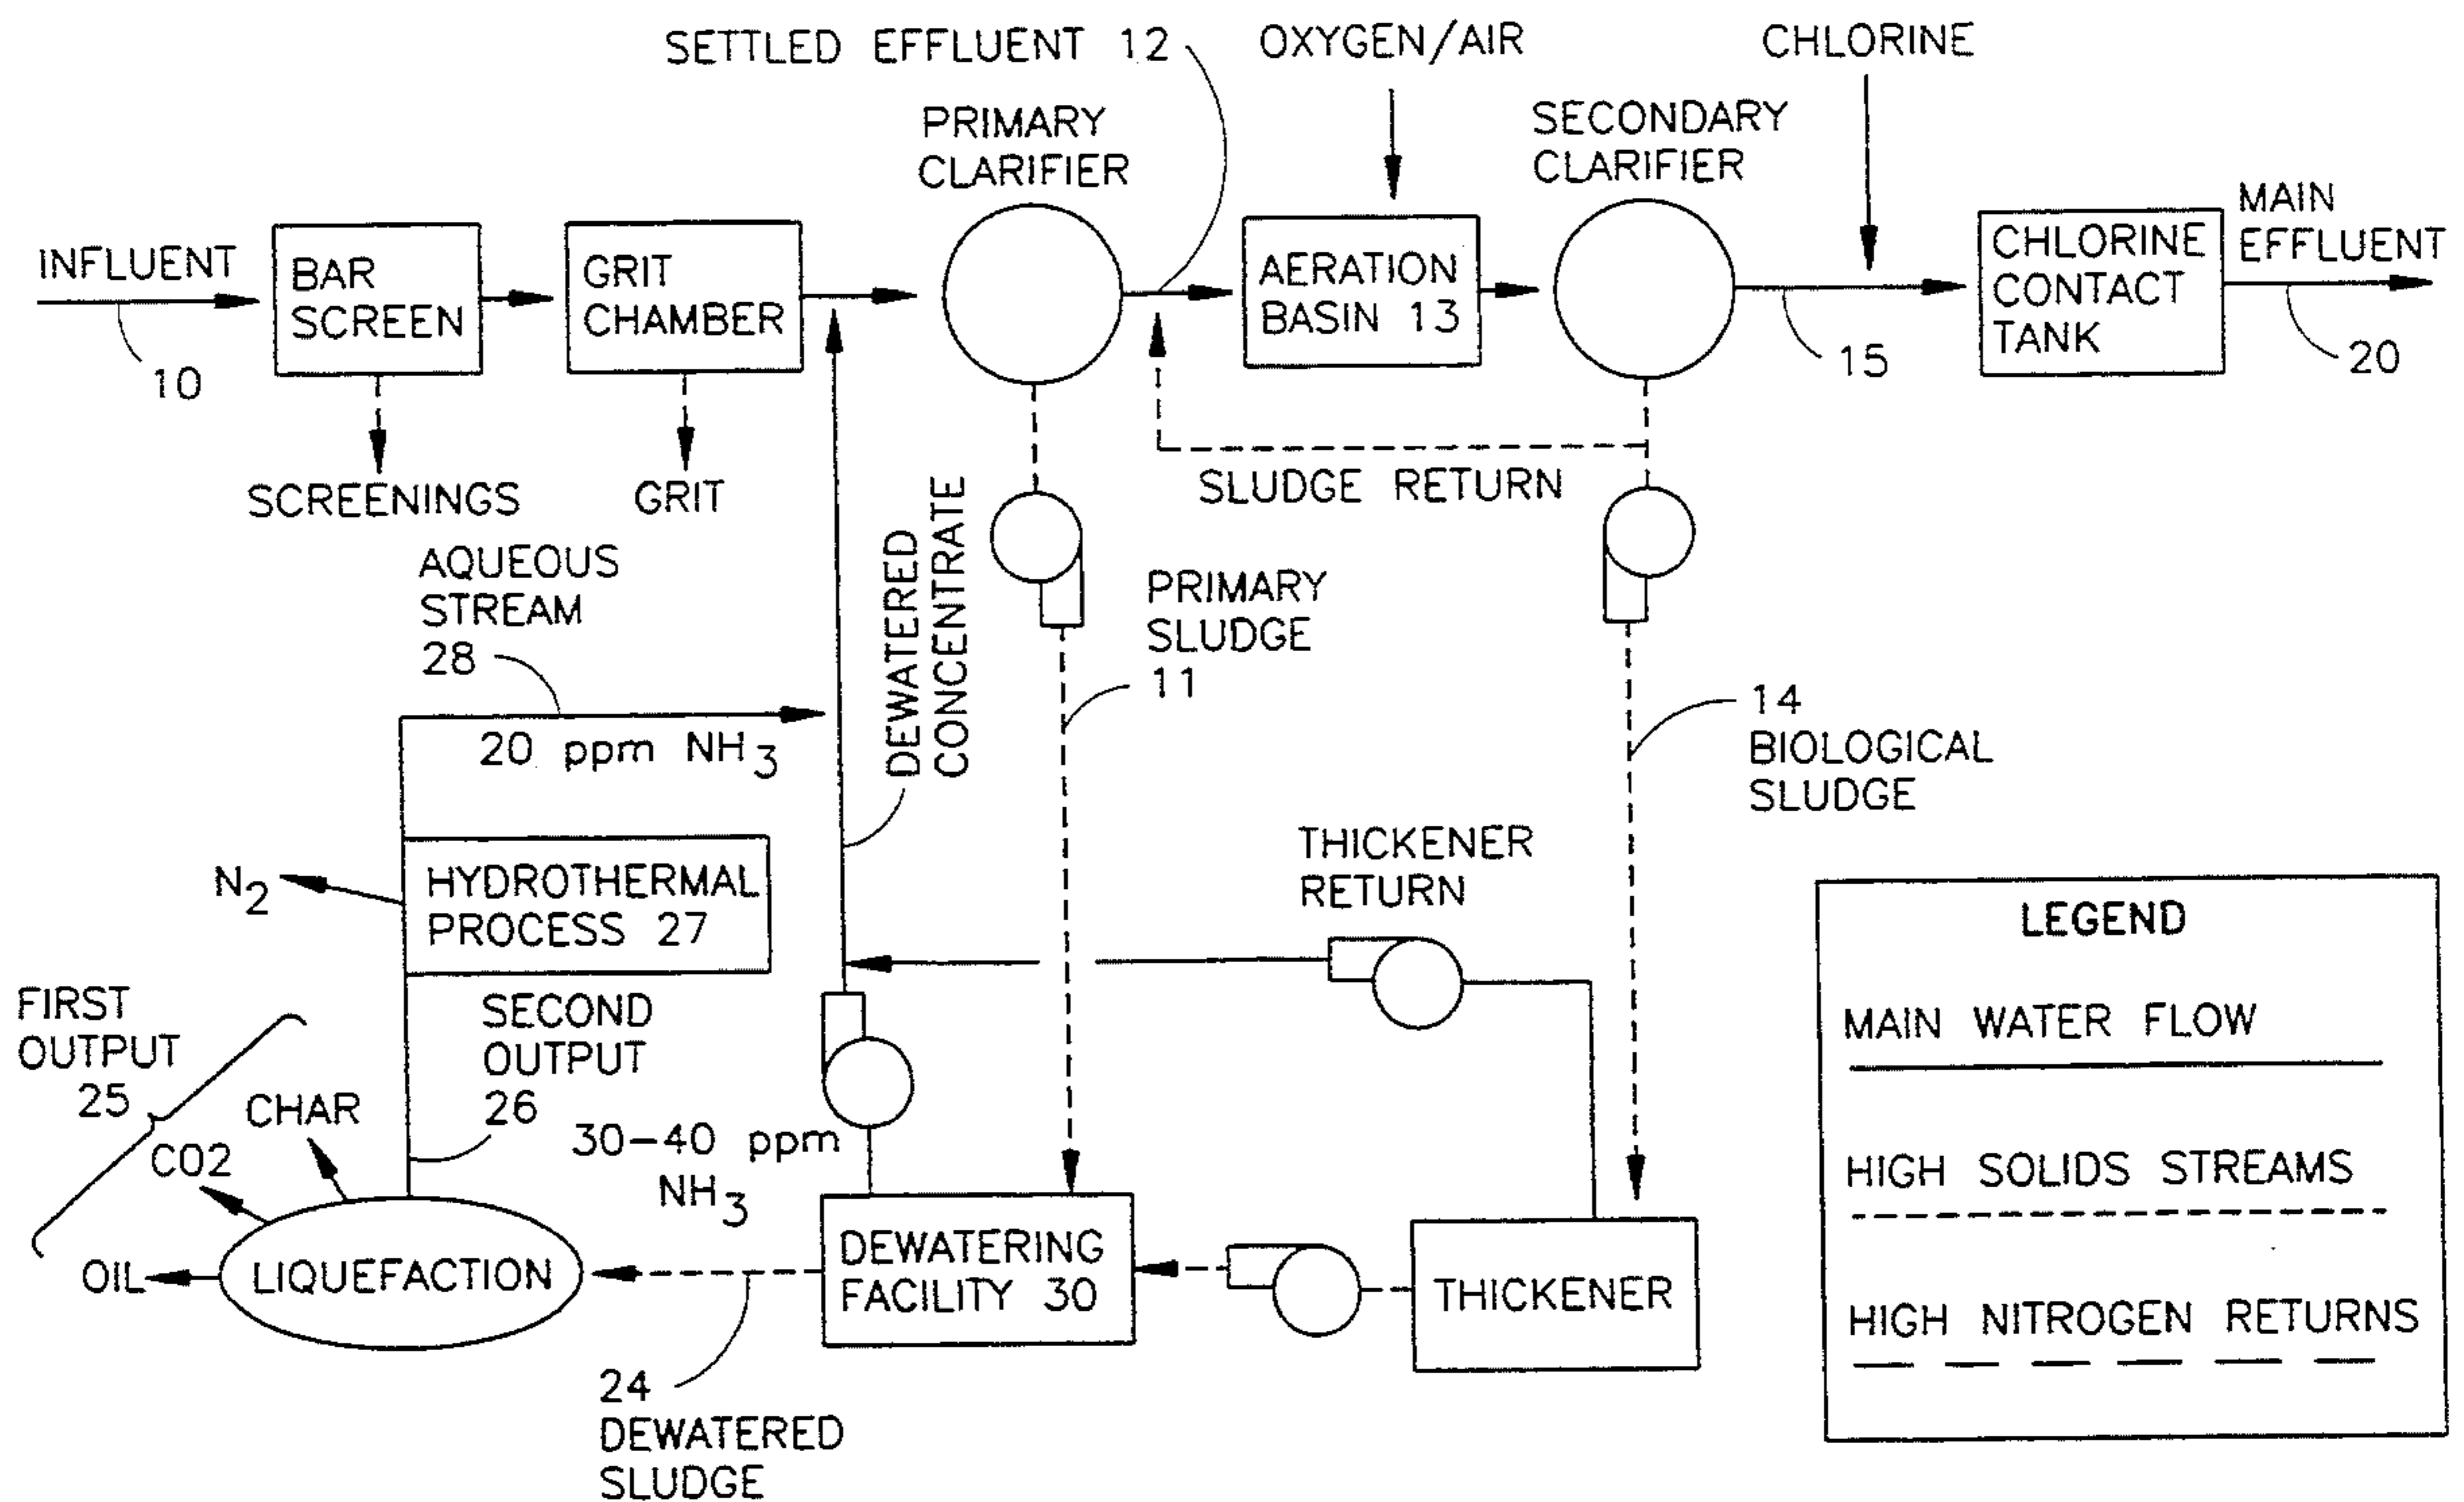 SETTLED EFFLUENT 12
OXYGEN/AIR
CHLORINE
PRIMARY
CLARIFIER
SECONDARY
CLARIFIER
INFLUENT
10
BAR
SCREEN
GRIT
CHAMBER
AERATION
BASIN 13
15
CHLORINE
CONTACT
TANK
MAIN
EFFLUENT
20
SCREENINGS
GRIT
SLUDGE RETURN
AQUEOUS
STREAM
28
DEWATERED
CONCENTRATE
PRIMARY
SLUDGE
11
14
BIOLOGICAL
SLUDGE
20 ppm NH3
N2
HYDROTHERMAL
PROCESS 27
THICKENER
RETURN
FIRST
OUTPUT
25
SECOND
OUTPUT
26
CHAR
CO2
OIL
30-40 ppm
NH3
LIQUEFACTION
DEWATERING
FACILITY 30
THICKENER
24
DEWATERED
SLUDGE
LEGEND
MAIN WATER FLOW
HIGH SOLIDS STREAMS
HIGH NITROGEN RETURNS